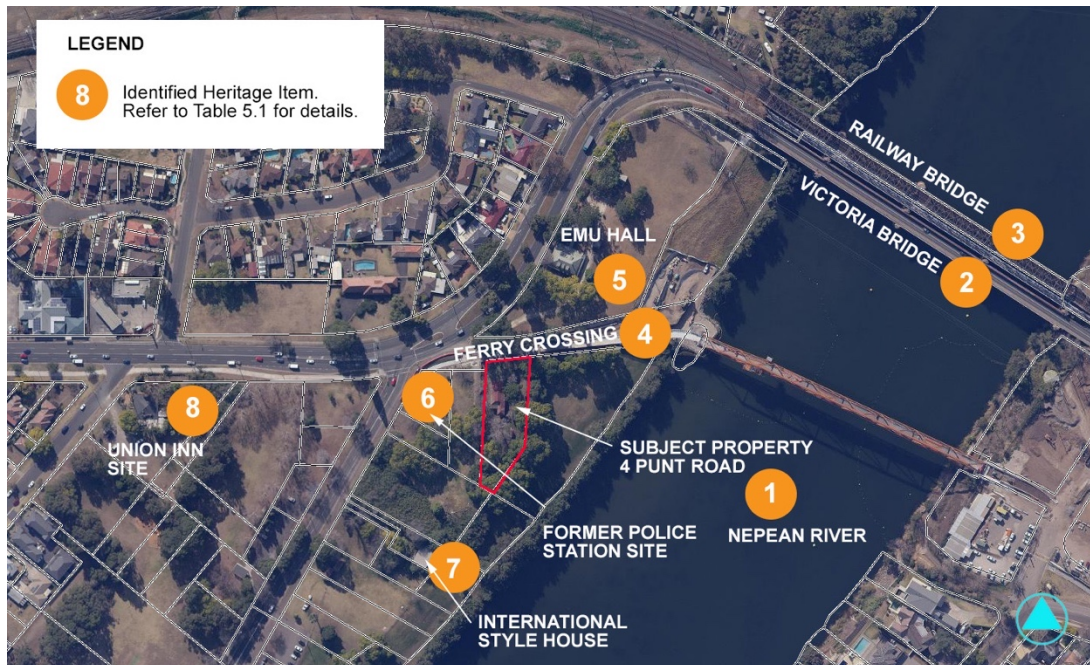 LEGEND
8
Identified Heritage Item.
Refer to Table 5.1 for details.
RAILWAY BRIDGE
3
VICTORIA BRIDGE
2
EMU HALL
5
FERRY CROSSING
4
6
8
UNION INN
SITE
SUBJECT PROPERTY
4 PUNT ROAD
1
NEPEAN RIVER
FORMER POLICE
STATION SITE
7
INTERNATIONAL
STYLE HOUSE